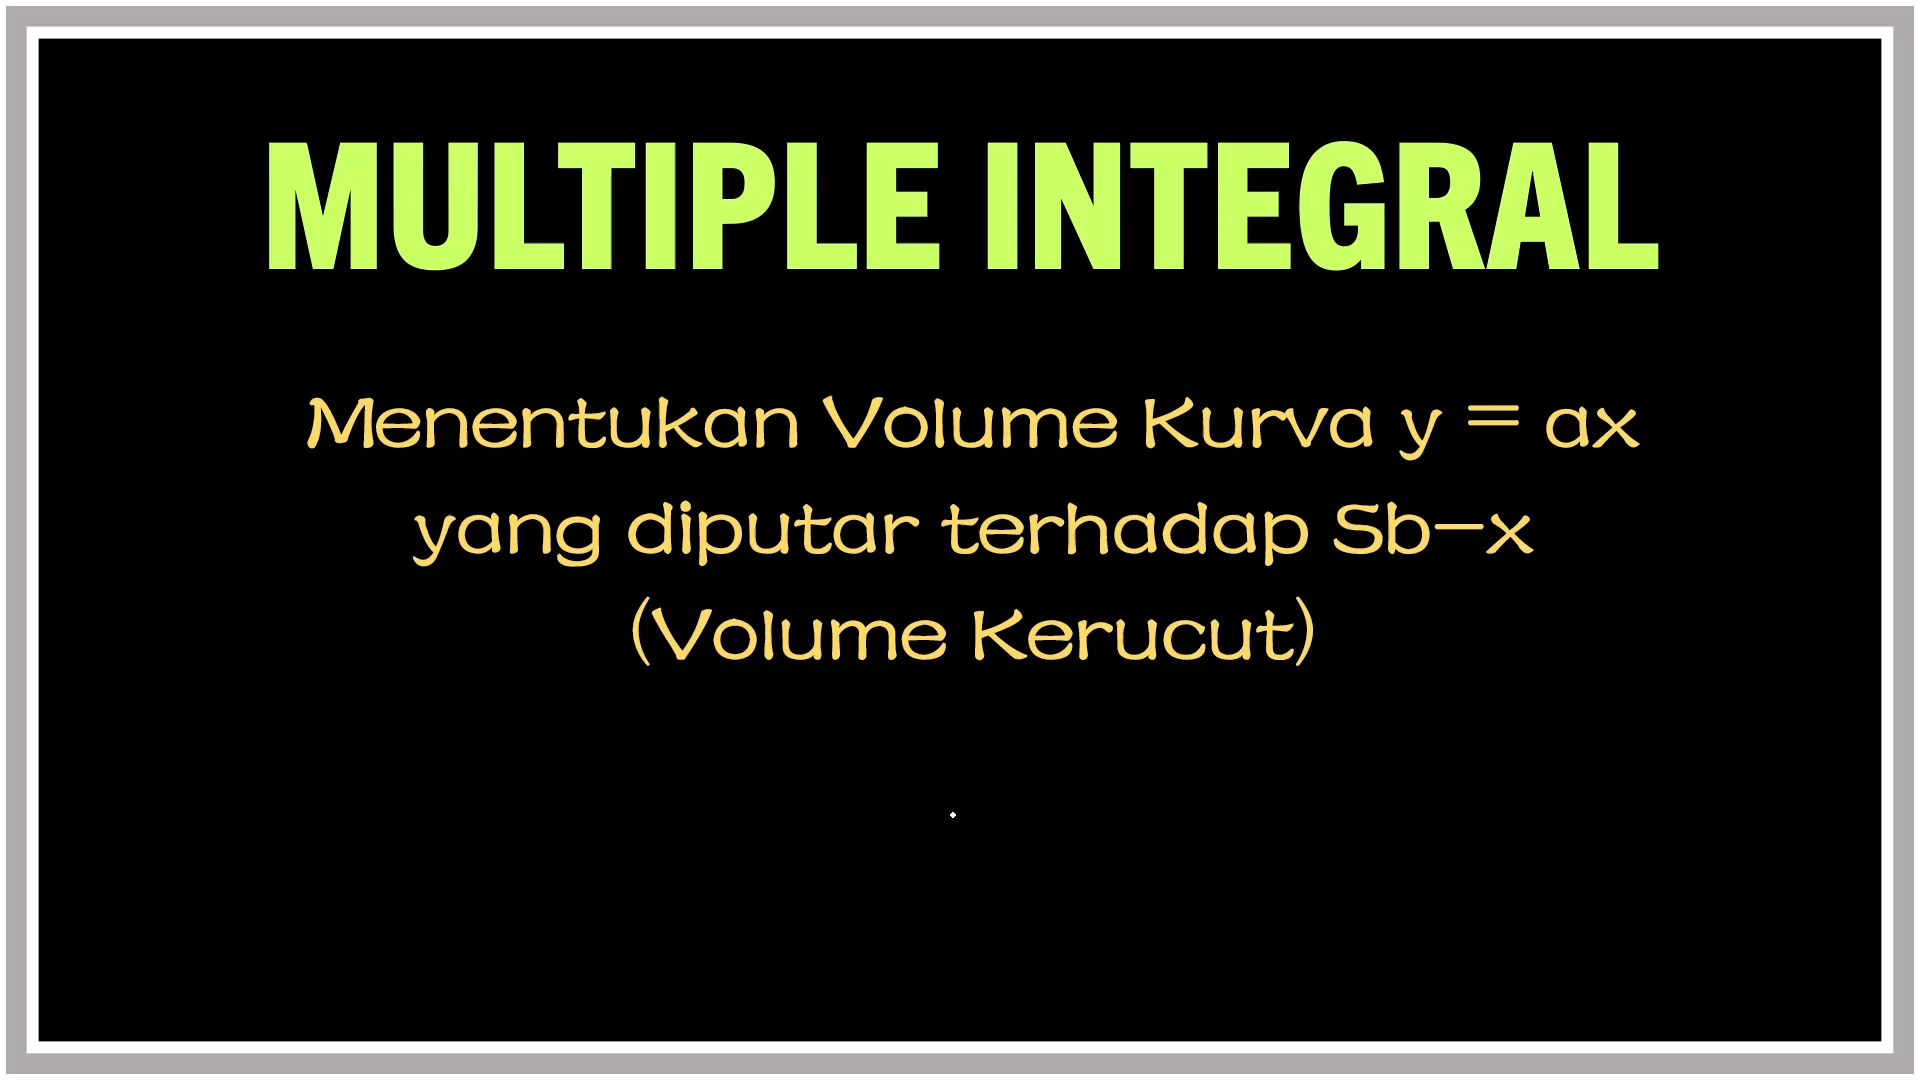 MULTIPLE INTEGRAL
Menentukan Volume Kurva y = ax
yang diputar terhadap Sb-x
(Volume Kerucut)